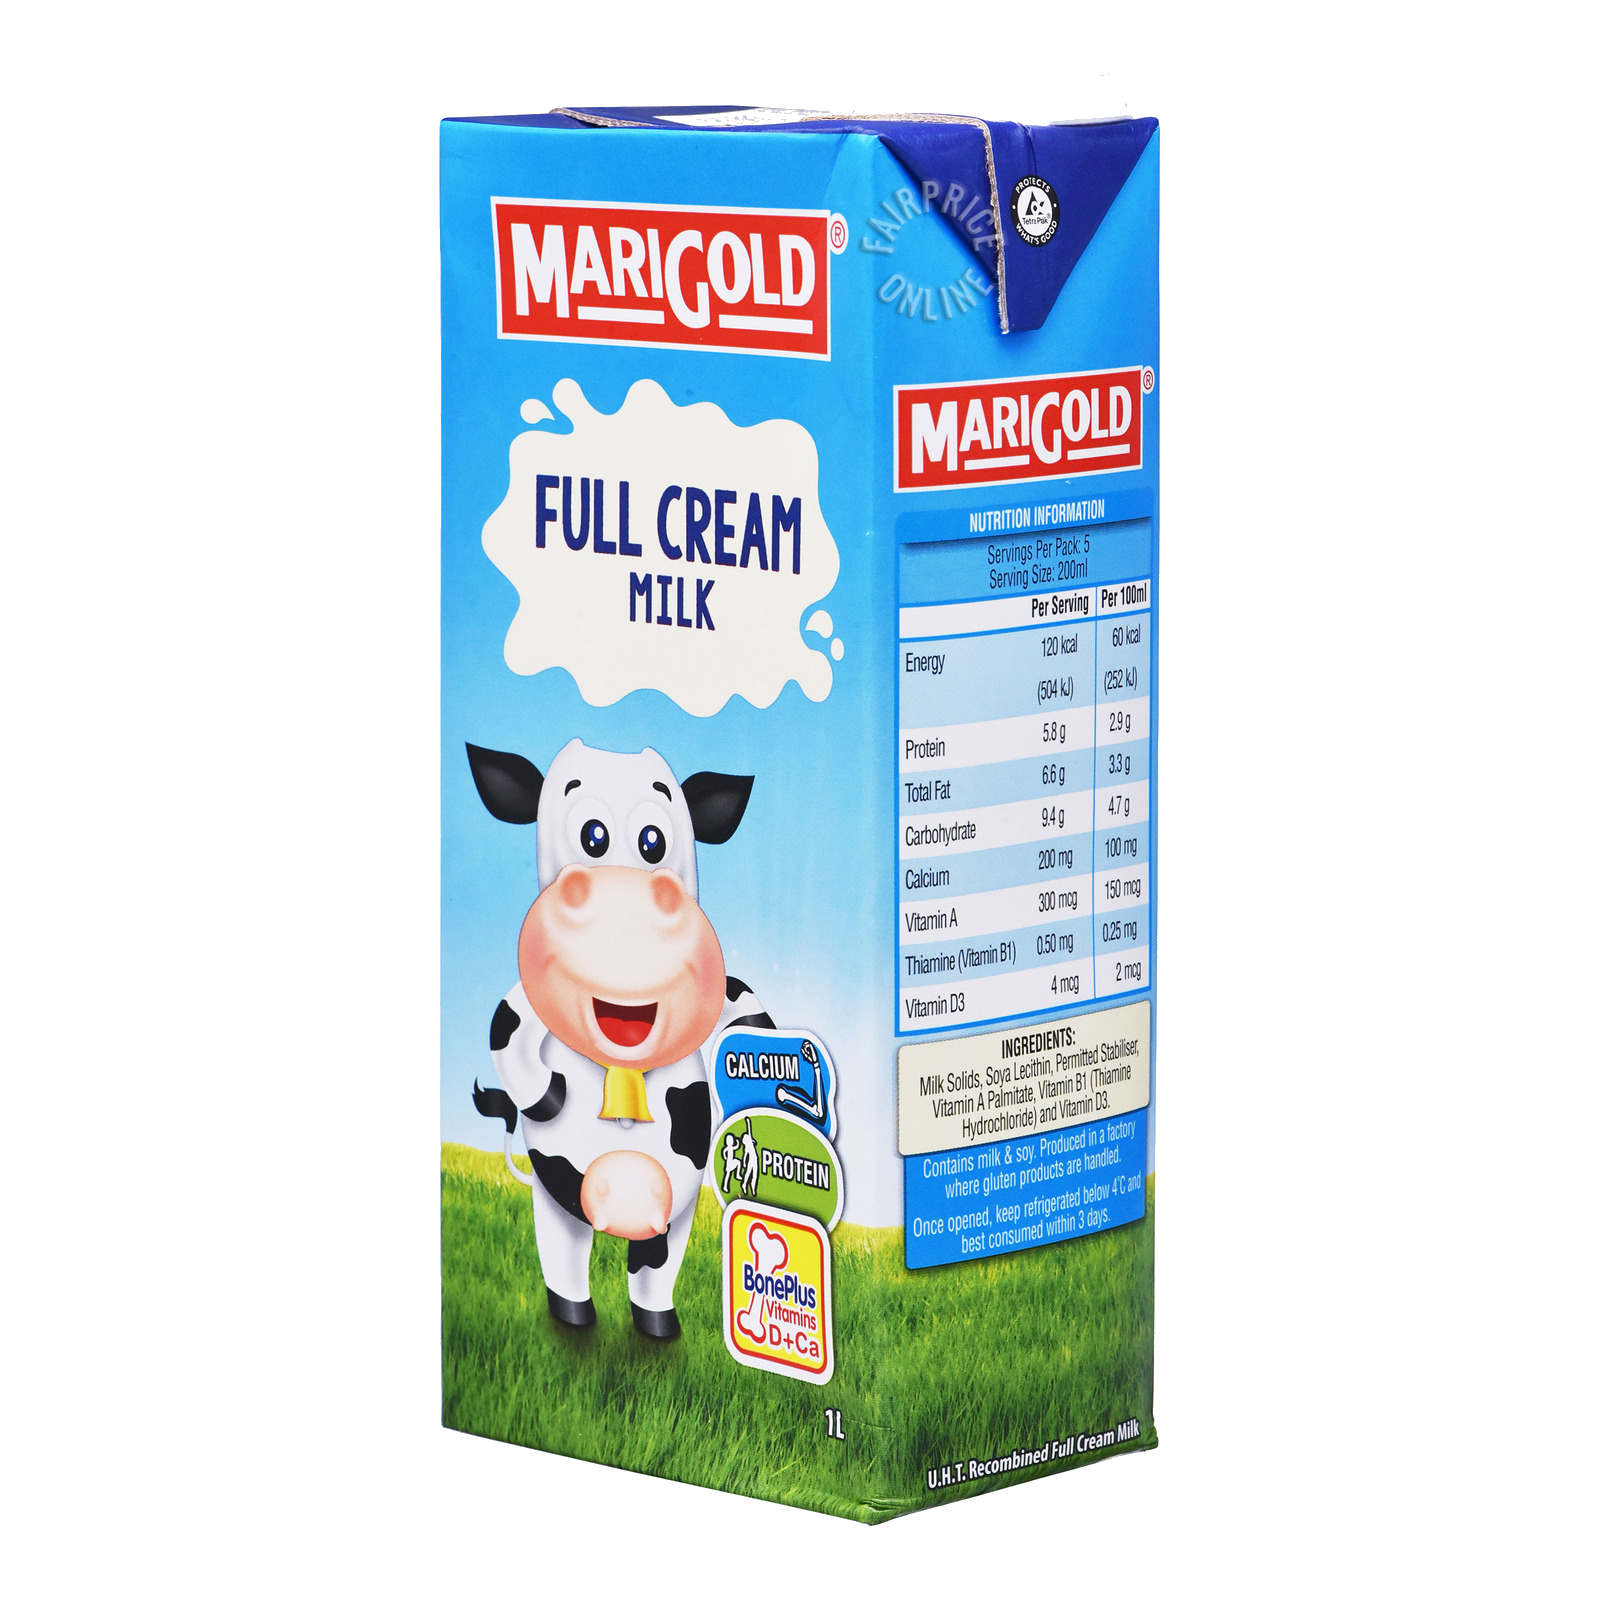 MARIGOLD®
FULL CREAM
MILK
CALCIUM
PROTEIN
BonePlus
Vitamins
D+Ca
1L
FAIRPRICE
ONLINE
PROTECTS
Tetra Pak®
WHAT'S GOOD
MARIGOLD®
NUTRITION INFORMATION
Servings Per Pack: 5
Serving Size: 200ml
Per Serving Per 100ml
Energy 120 kcal 60 kcal
(504 kJ) (252 kJ)
Protein 5.8 g 2.9 g
Total Fat 6.6 g 3.3 g
Carbohydrate 9.4 g 4.7 g
Calcium 200 mg 100 mg
Vitamin A 300 mcg 150 mcg
Thiamine (Vitamin B1) 0.50 mg 0.25 mg
Vitamin D3 4 mcg 2 mcg
INGREDIENTS:
Milk Solids, Soya Lecithin, Permitted Stabiliser,
Vitamin A Palmitate, Vitamin B1 (Thiamine
Hydrochloride) and Vitamin D3.
Contains milk & soy. Produced in a factory
where gluten products are handled.
Once opened, keep refrigerated below 4°C and
best consumed within 3 days.
U.H.T. Recombined Full Cream Milk